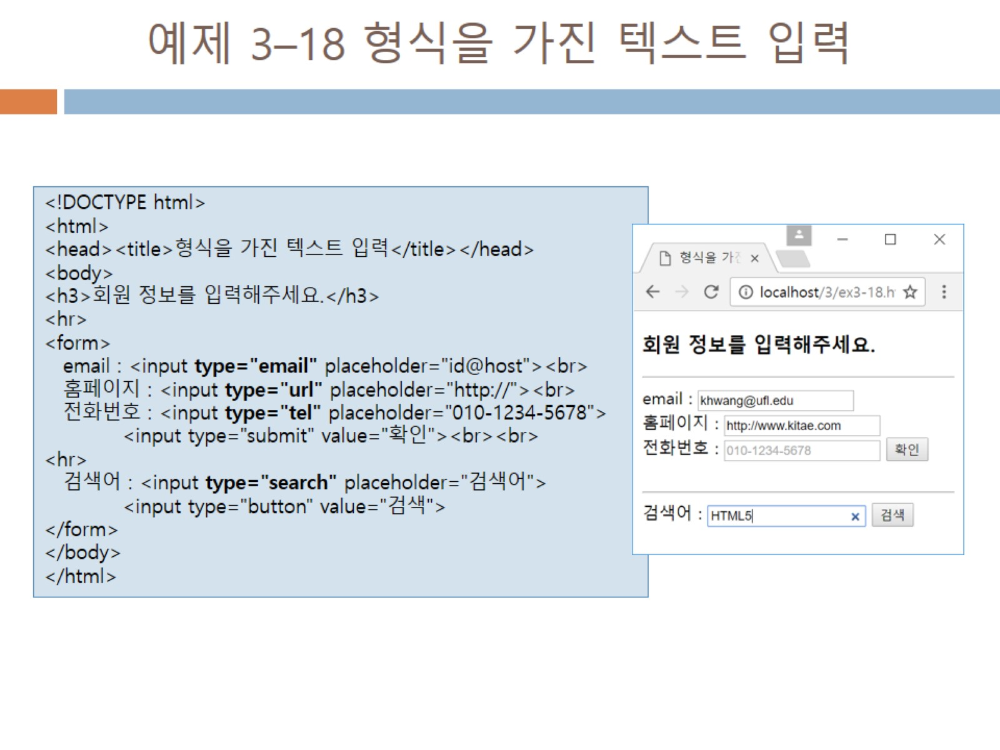 예제 3–18 형식을 가진 텍스트 입력
<!DOCTYPE html>
<html>
<head><title>형식을 가진 텍스트 입력</title></head>
<body>
<h3>회원 정보를 입력해주세요.</h3>
<hr>
<form>
email : <input type="email" placeholder="id@host"><br>
홈페이지 : <input type="url" placeholder="http://"><br>
전화번호 : <input type="tel" placeholder="010-1234-5678">
<input type="submit" value="확인"><br><br>
<hr>
검색어 : <input type="search" placeholder="검색어">
<input type="button" value="검색">
</form>
</body>
</html>
형식을 가진
localhost/3/ex3-18.h
회원 정보를 입력해주세요.
email : khwang@ufl.edu
홈페이지 : http://www.kitae.com
전화번호 : 010-1234-5678 확인
검색어 : HTML5 검색